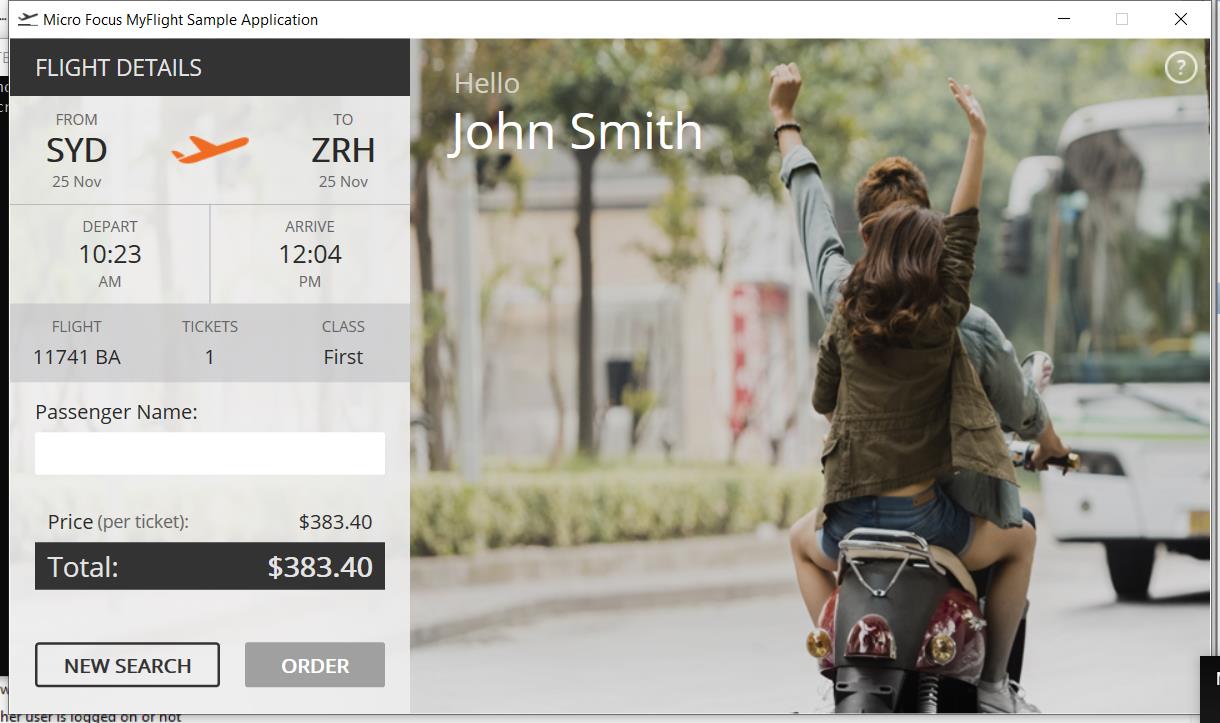 Micro Focus MyFlight Sample Application
FLIGHT DETAILS
FROM
TO
SYD
ZRH
25 Nov
25 Nov
DEPART
ARRIVE
10:23
12:04
AM
PM
FLIGHT
TICKETS
CLASS
11741 BA
1
First
Passenger Name:
Price (per ticket):
$383.40
Total:
$383.40
NEW SEARCH
ORDER
Hello
John Smith
?
her user is logged on or not